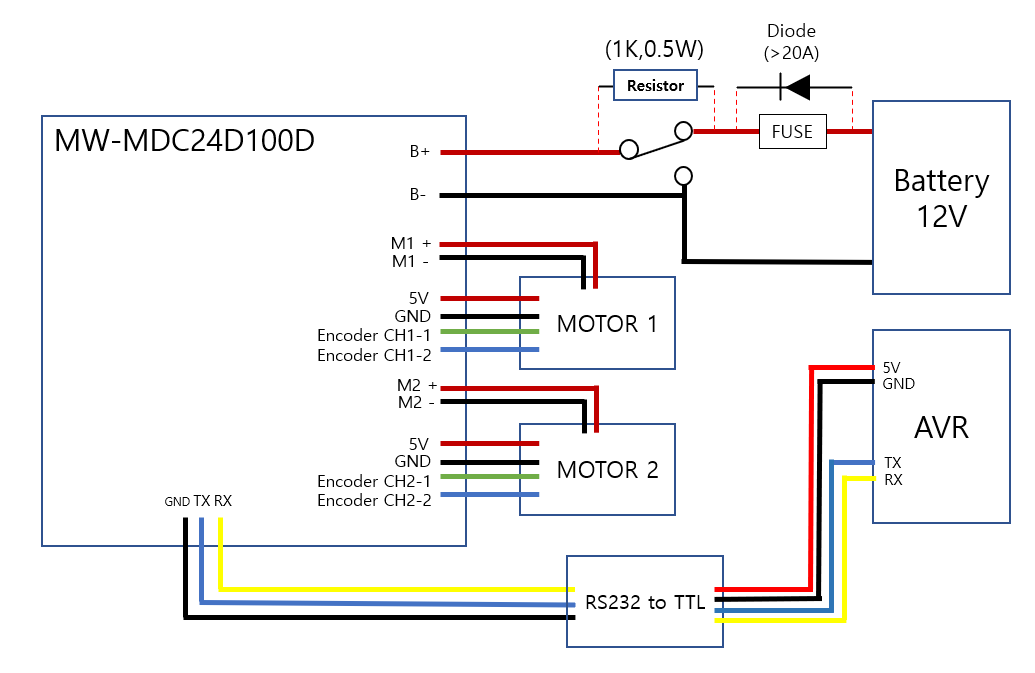 Diode
(>20A)
(1K,0.5W)
Resistor
MW-MDC24D100D
FUSE
B+
B-
Battery
12V
M1 +
M1 -
5V
GND
Encoder CH1-1
Encoder CH1-2
MOTOR 1
M2 +
M2 -
5V
GND
Encoder CH2-1
Encoder CH2-2
MOTOR 2
5V
GND
AVR
TX
RX
GND TX RX
RS232 to TTL